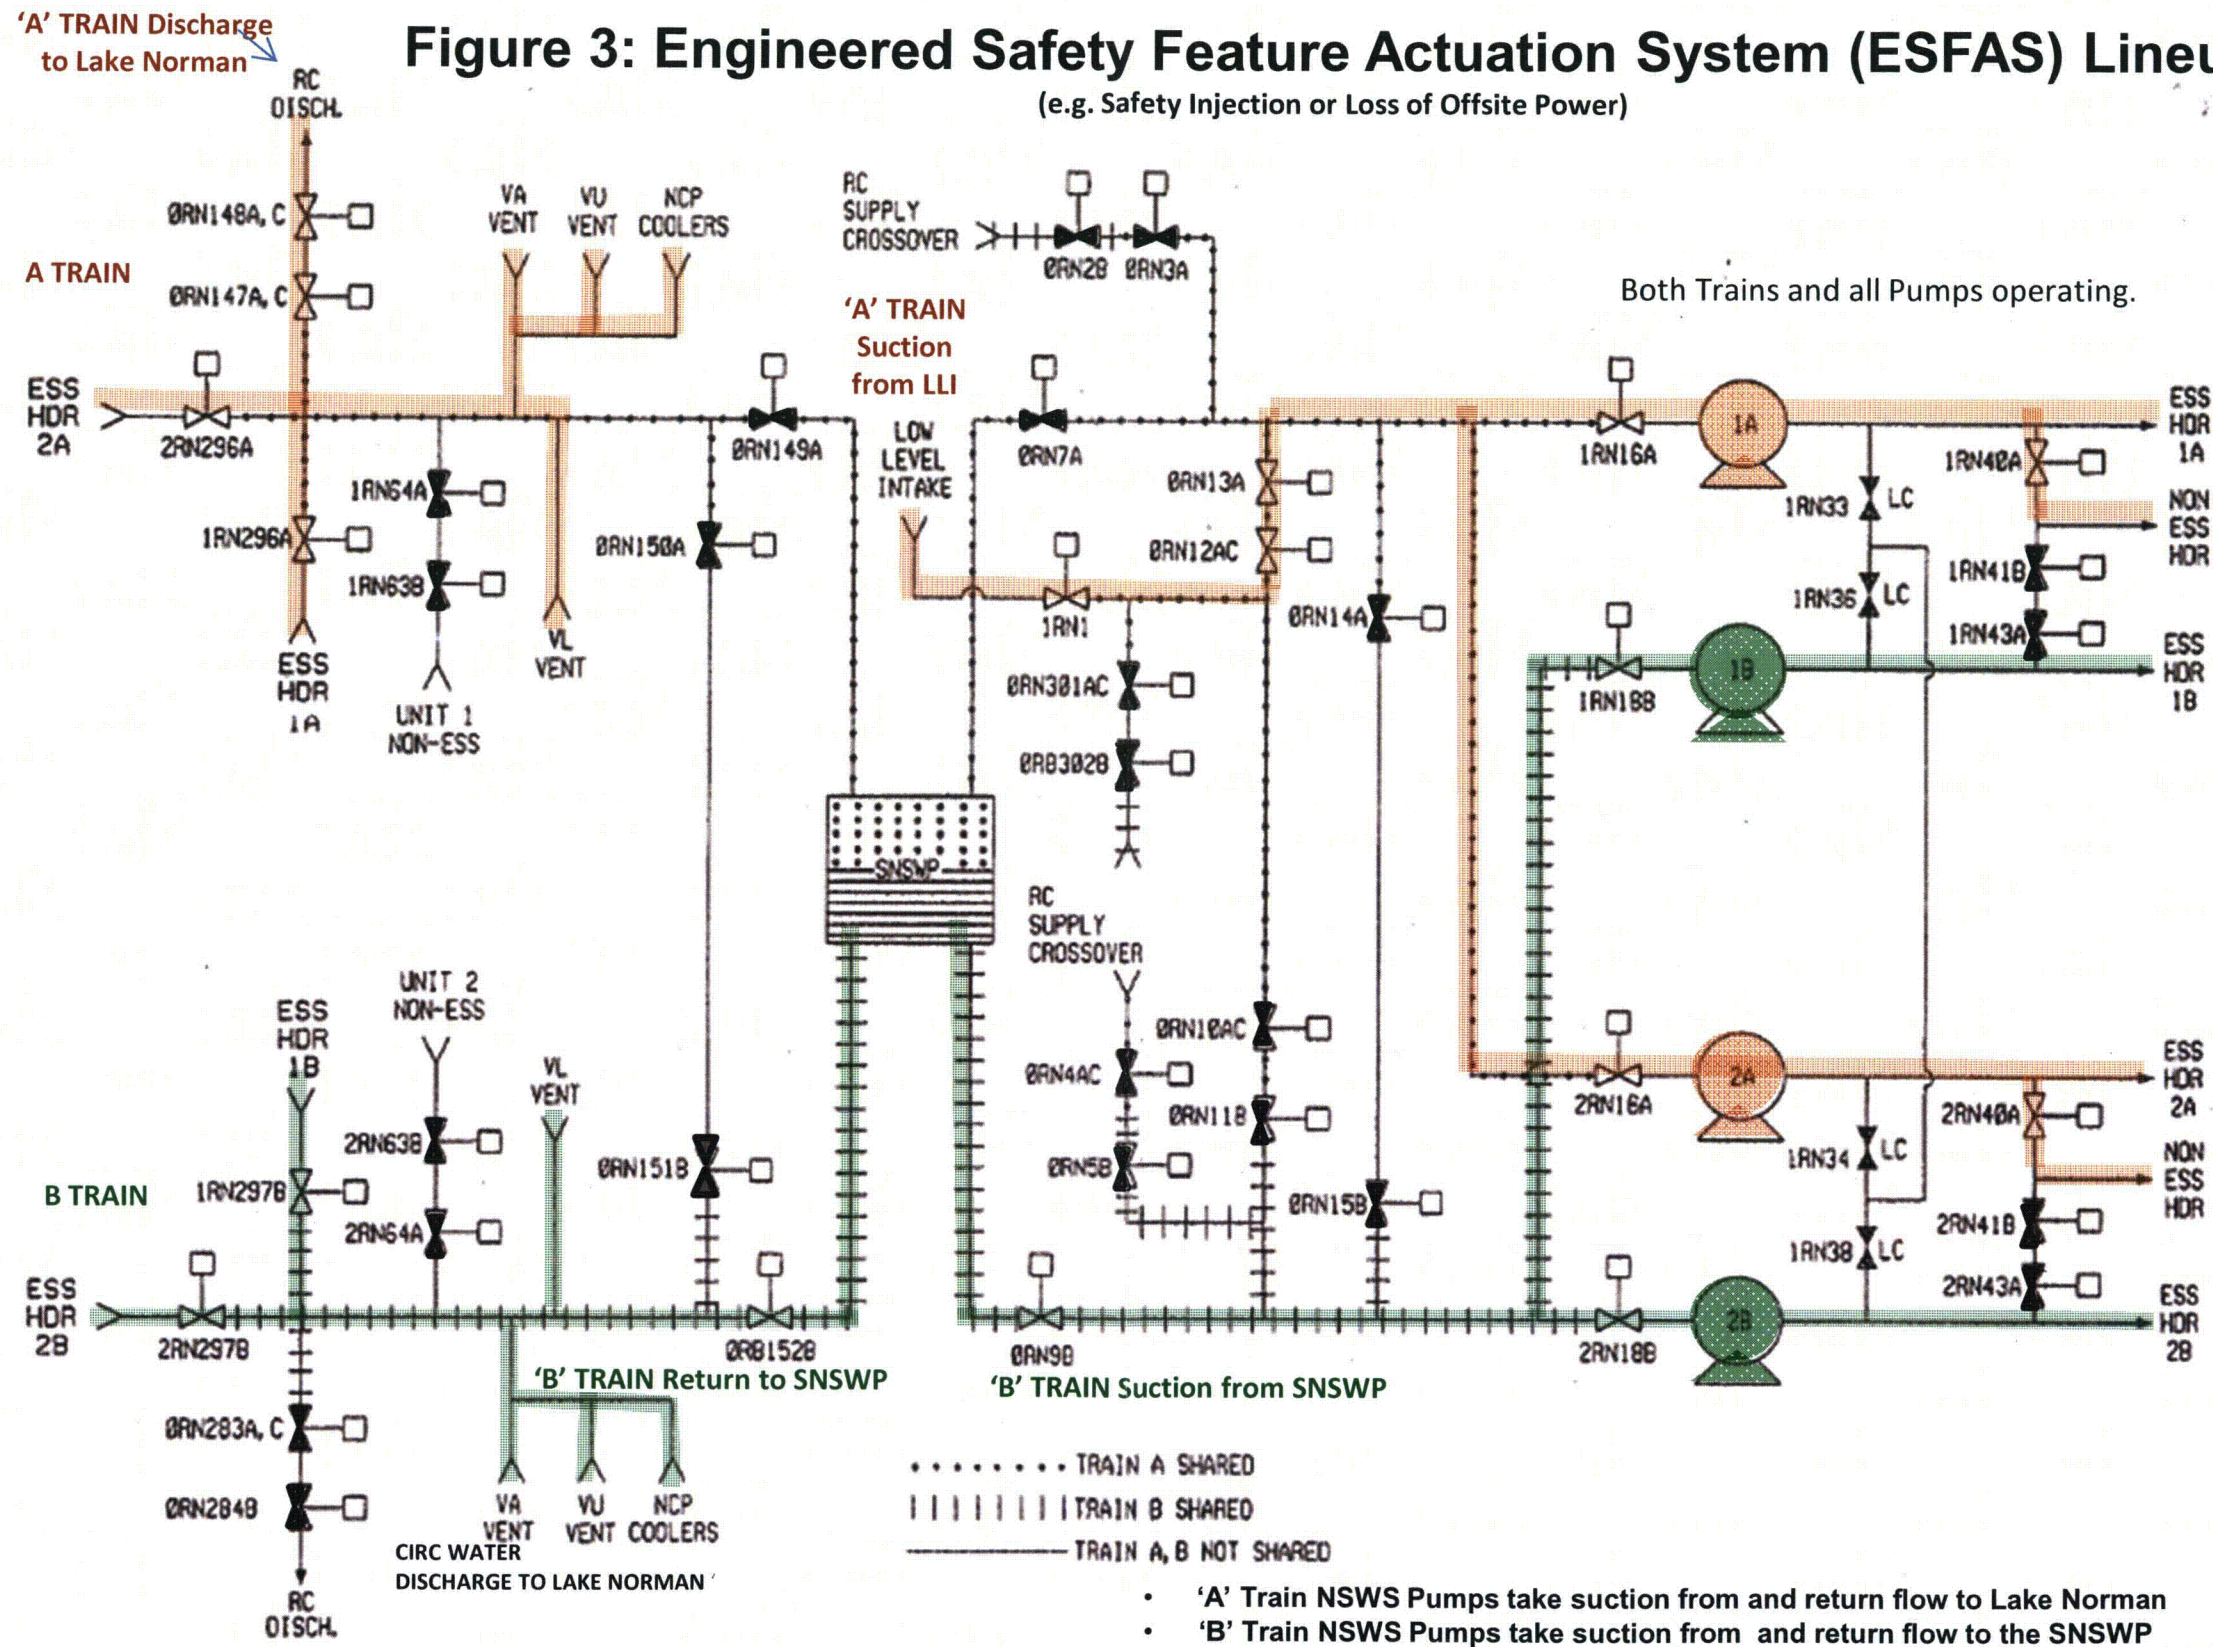 'A' TRAIN Discharge
to Lake Norman
Figure 3: Engineered Safety Feature Actuation System (ESFAS) Lineu
(e.g. Safety Injection or Loss of Offsite Power)
RC
DISCH.
0RN148A, C
A TRAIN
0RN147A, C
VA
VENT
VU
VENT
NCP
COOLERS
RC
SUPPLY
CROSSOVER
0RN2B
0RN3A
Both Trains and all Pumps operating.
'A' TRAIN
Suction
from LLI
ESS
HDR
2A
2RN296A
0RN149A
LOW
LEVEL
INTAKE
0RN7A
0RN13A
0RN12AC
1RN16A
1A
ESS
HDR
1A
1RN40A
NON
ESS
HDR
1RN33
LC
1RN64A
1RN63B
1RN296A
0RN150A
1RN1
0RN14A
1RN36
LC
1RN41B
1RN43A
ESS
HDR
1A
UNIT 1
NON-ESS
VL
VENT
0RN301AC
0RB302B
1RN18B
1B
ESS
HDR
1B
SNSWP
RC
SUPPLY
CROSSOVER
0RN10AC
0RN4AC
0RN11B
0RN5B
0RN15B
2RN16A
2A
ESS
HDR
2A
2RN40A
NON
ESS
HDR
1RN34
LC
1RN38
LC
2RN41B
2RN43A
ESS
HDR
1B
UNIT 2
NON-ESS
VL
VENT
2RN63B
0RN151B
B TRAIN
1RN297B
2RN64A
ESS
HDR
2B
2RN297B
0RB152B
0RN9B
2RN18B
2B
ESS
HDR
2B
'B' TRAIN Return to SNSWP
'B' TRAIN Suction from SNSWP
0RN283A, C
0RN284B
VA
VENT
VU
VENT
NCP
COOLERS
CIRC WATER
DISCHARGE TO LAKE NORMAN
RC
DISCH.
TRAIN A SHARED
TRAIN B SHARED
TRAIN A, B NOT SHARED
• 'A' Train NSWS Pumps take suction from and return flow to Lake Norman
• 'B' Train NSWS Pumps take suction from and return flow to the SNSWP